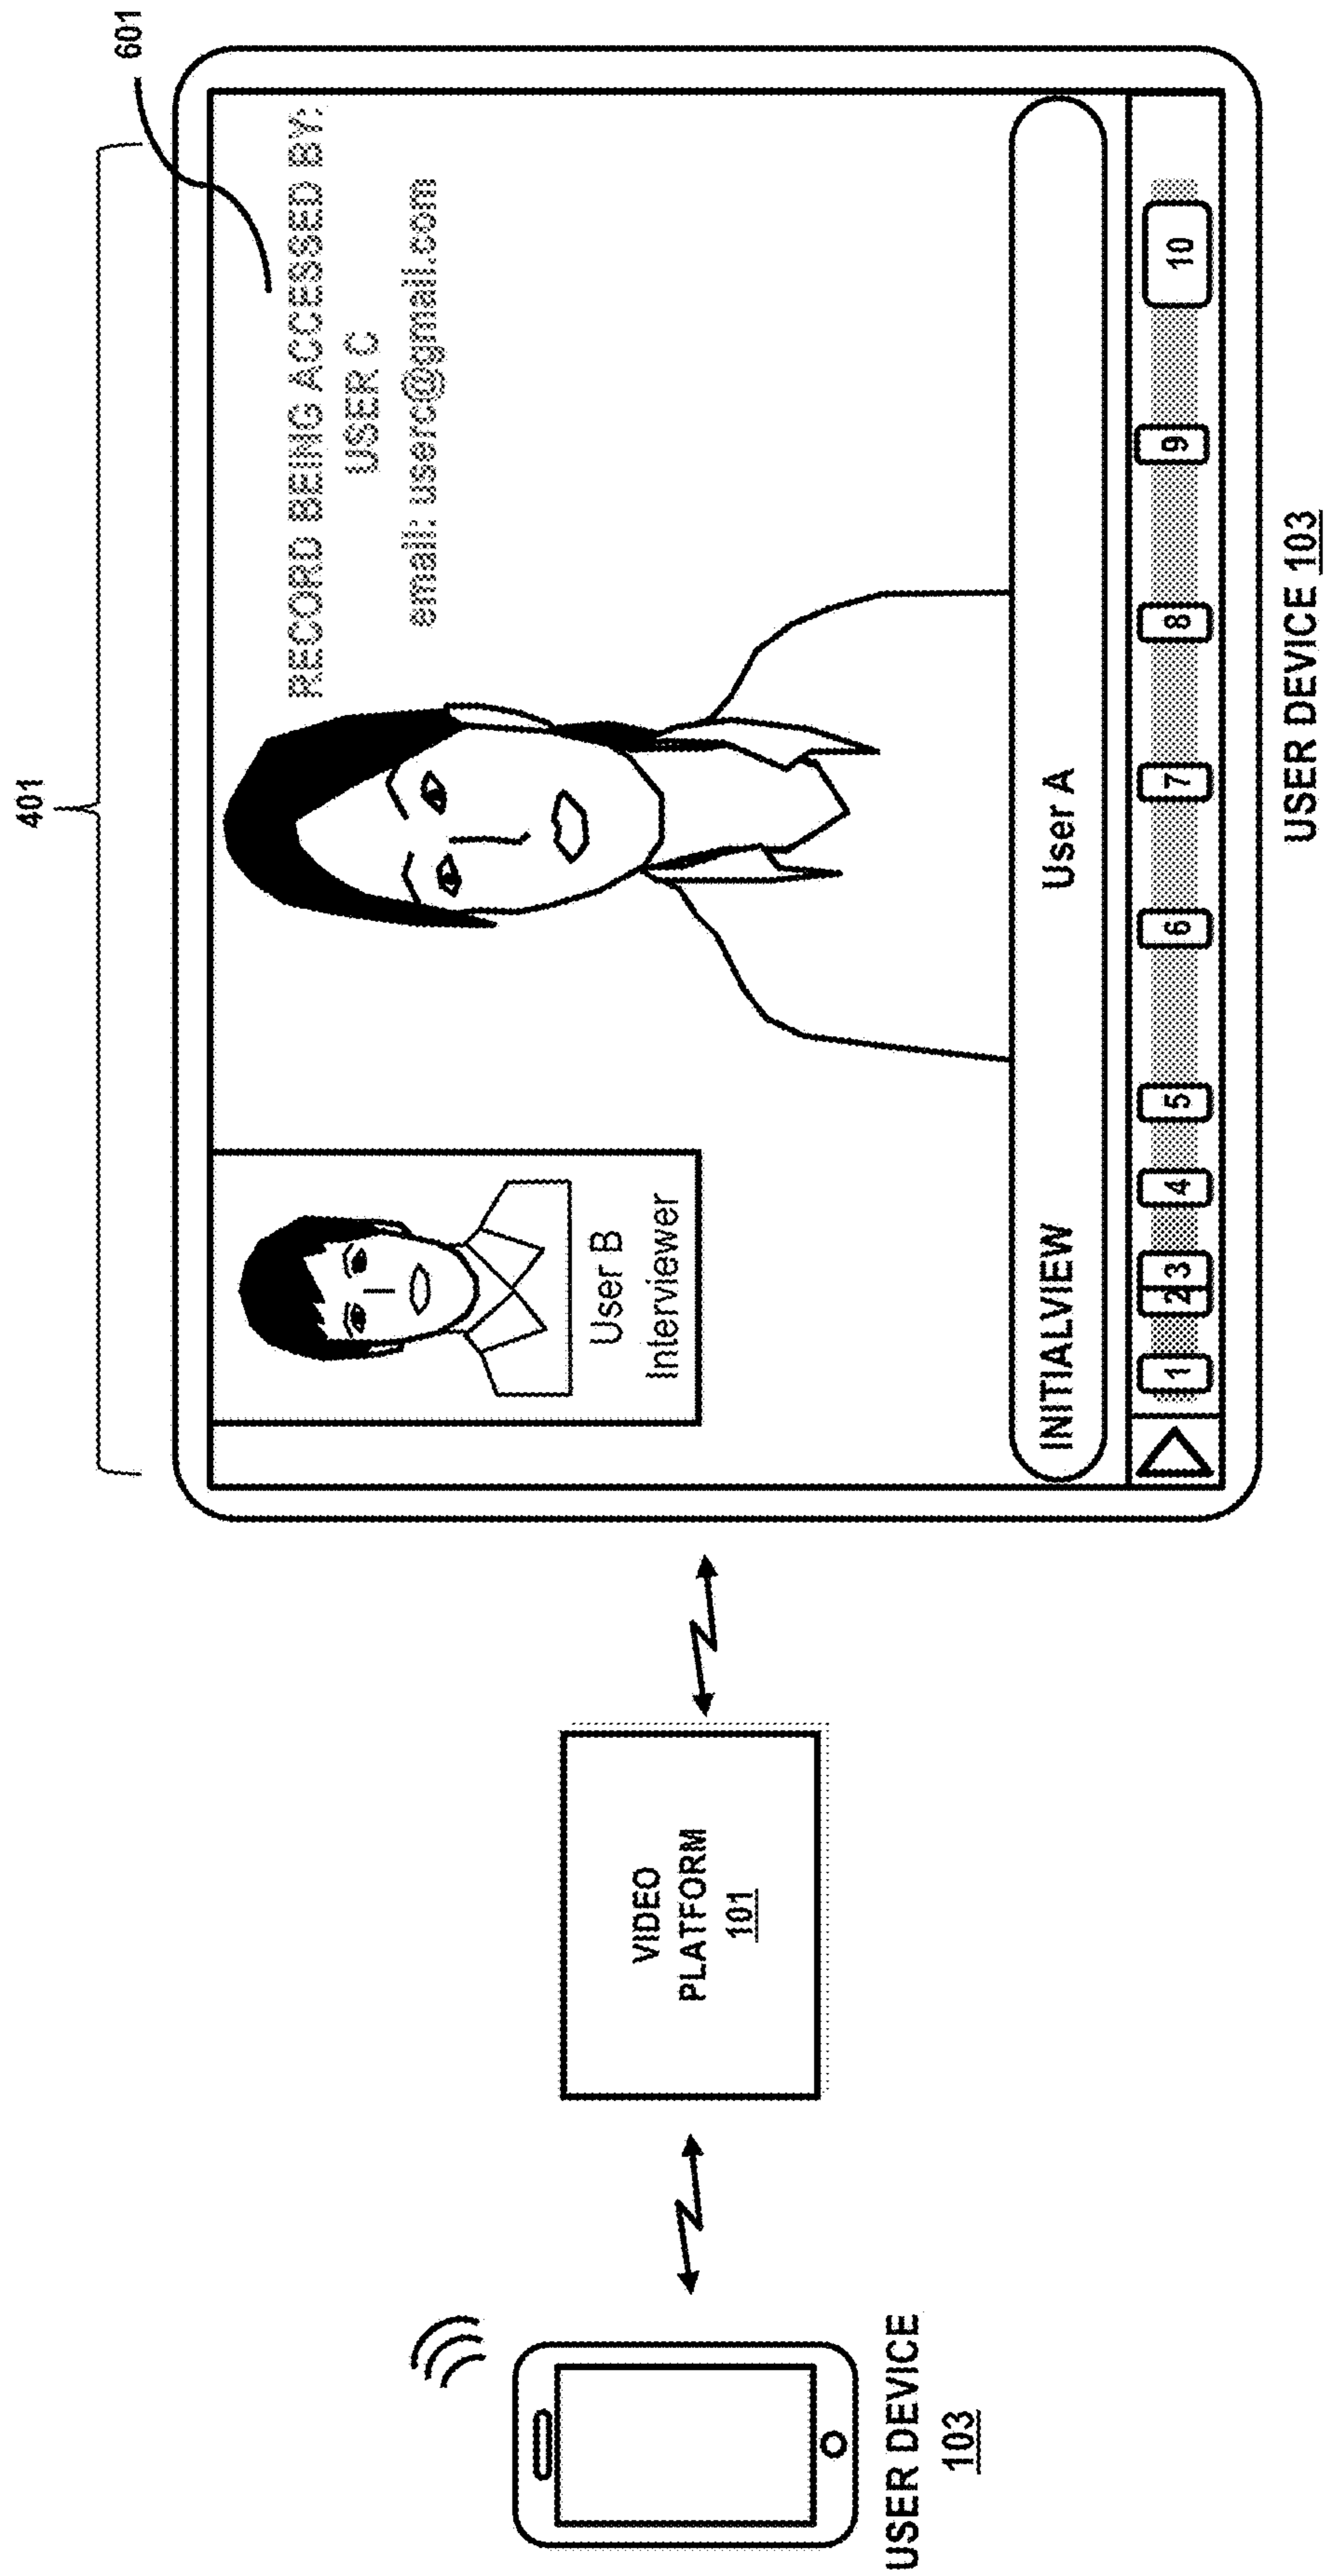 401
601
RECORD BEING ACCESSED BY:
USER C
email: userc@gmail.com
User B
Interviewer
INITIALVIEW
User A
1
2
3
4
5
6
7
8
9
10
USER DEVICE 103
VIDEO
PLATFORM
101
USER DEVICE
103